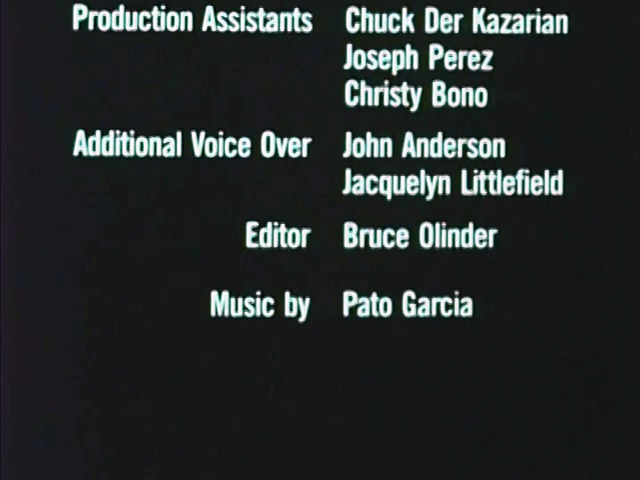 Production Assistants Chuck Der Kazarian
Joseph Perez
Christy Bono
Additional Voice Over John Anderson
Jacquelyn Littlefield
Editor Bruce Olinder
Music by Pato Garcia